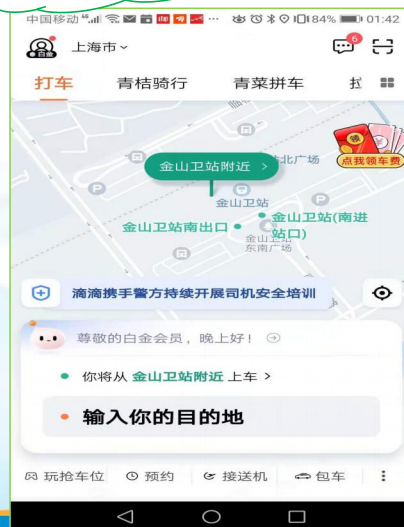 中国移动 84% 01:42
白金 上海市 6
打车 青桔骑行 青菜拼车
金山卫站附近 > 北广场
领
点我领车费
金山卫站
金山卫站南出口 金山卫站(南进站口)
东南广场
滴滴携手警方持续开展司机安全培训
尊敬的白金会员，晚上好！
你将从 金山卫站附近 上车 >
输入你的目的地
玩抢车位 预约 接送机 包车